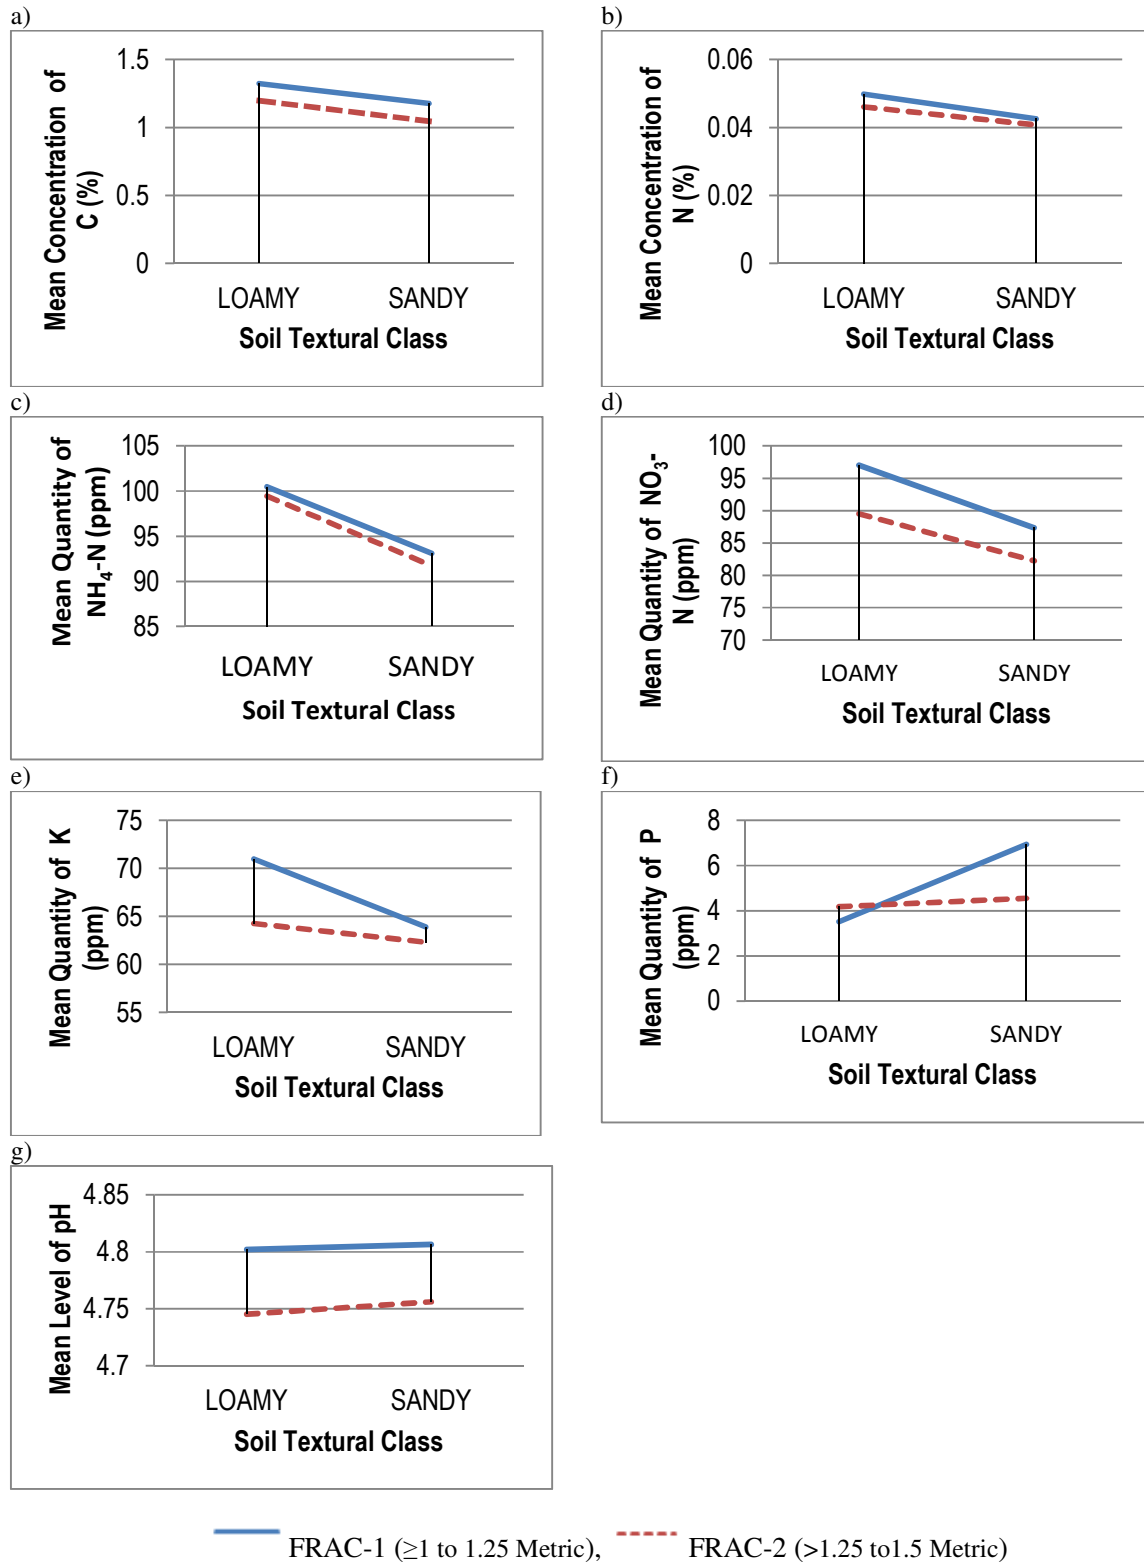 a)
Mean Concentration of
C (%)
1.5
1
0.5
0
LOAMY SANDY
Soil Textural Class
b)
Mean Concentration of
N (%)
0.06
0.04
0.02
0
LOAMY SANDY
Soil Textural Class
c)
Mean Quantity of
NH4-N (ppm)
105
100
95
90
85
LOAMY SANDY
Soil Textural Class
d)
Mean Quantity of NO3-
N (ppm)
100
95
90
85
80
75
70
LOAMY SANDY
Soil Textural Class
e)
Mean Quantity of K
(ppm)
75
70
65
60
55
LOAMY SANDY
Soil Textural Class
f)
Mean Quantity of P
(ppm)
8
6
4
2
0
LOAMY SANDY
Soil Textural Class
g)
Mean Level of pH
4.85
4.8
4.75
4.7
LOAMY SANDY
Soil Textural Class
FRAC-1 (≥1 to 1.25 Metric), FRAC-2 (>1.25 to1.5 Metric)